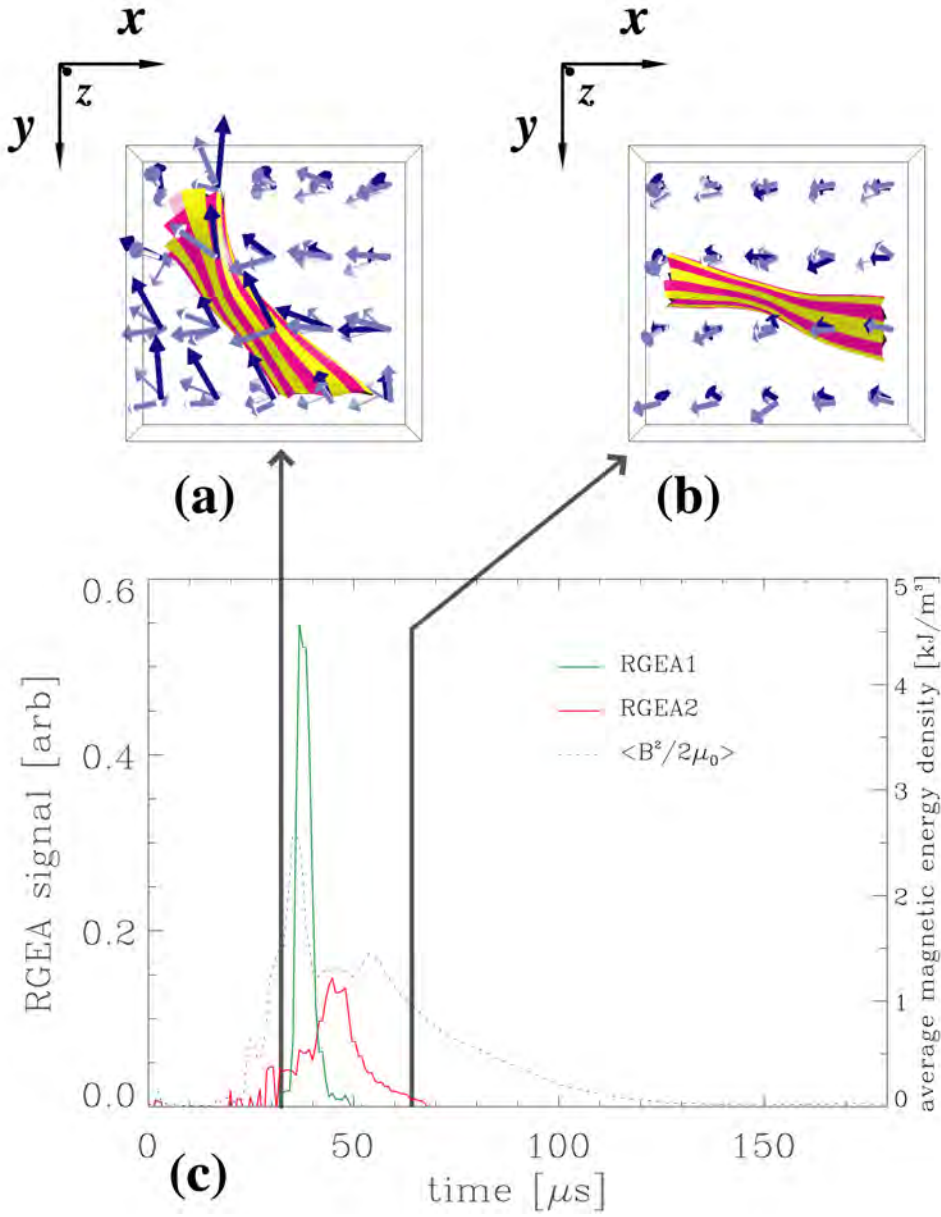 x x
z z
y y
(a) (b)
0.6 5
RGEA1
4
RGEA2
0.4 <B²/2μ₀>
3
2
0.2
1
0.0 0
0 50 100 150
(c) time [μs]
RGEA signal [arb]
average magnetic energy density [kJ/m³]